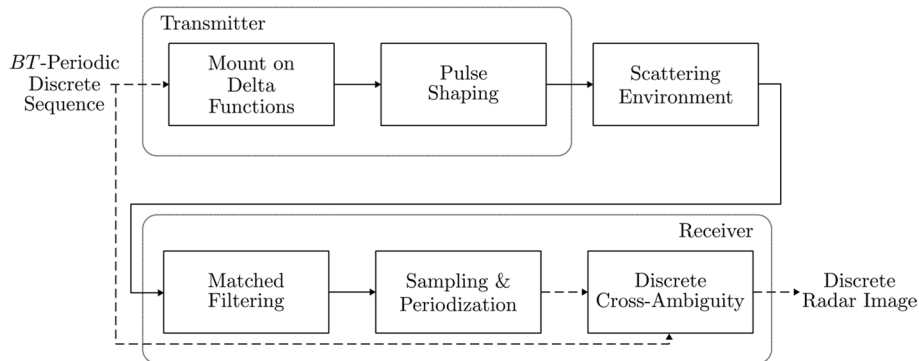 Transmitter
BT-Periodic
Discrete
Sequence
Mount on
Delta
Functions
Pulse
Shaping
Scattering
Environment
Receiver
Matched
Filtering
Sampling &
Periodization
Discrete
Cross-Ambiguity
Discrete
Radar Image